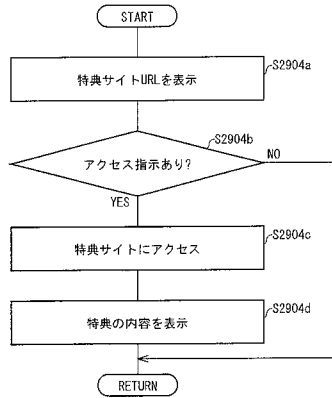 START
S2904a
特典サイトURLを表示
S2904b
アクセス指示あり?
NO
YES
S2904c
特典サイトにアクセス
S2904d
特典の内容を表示
RETURN